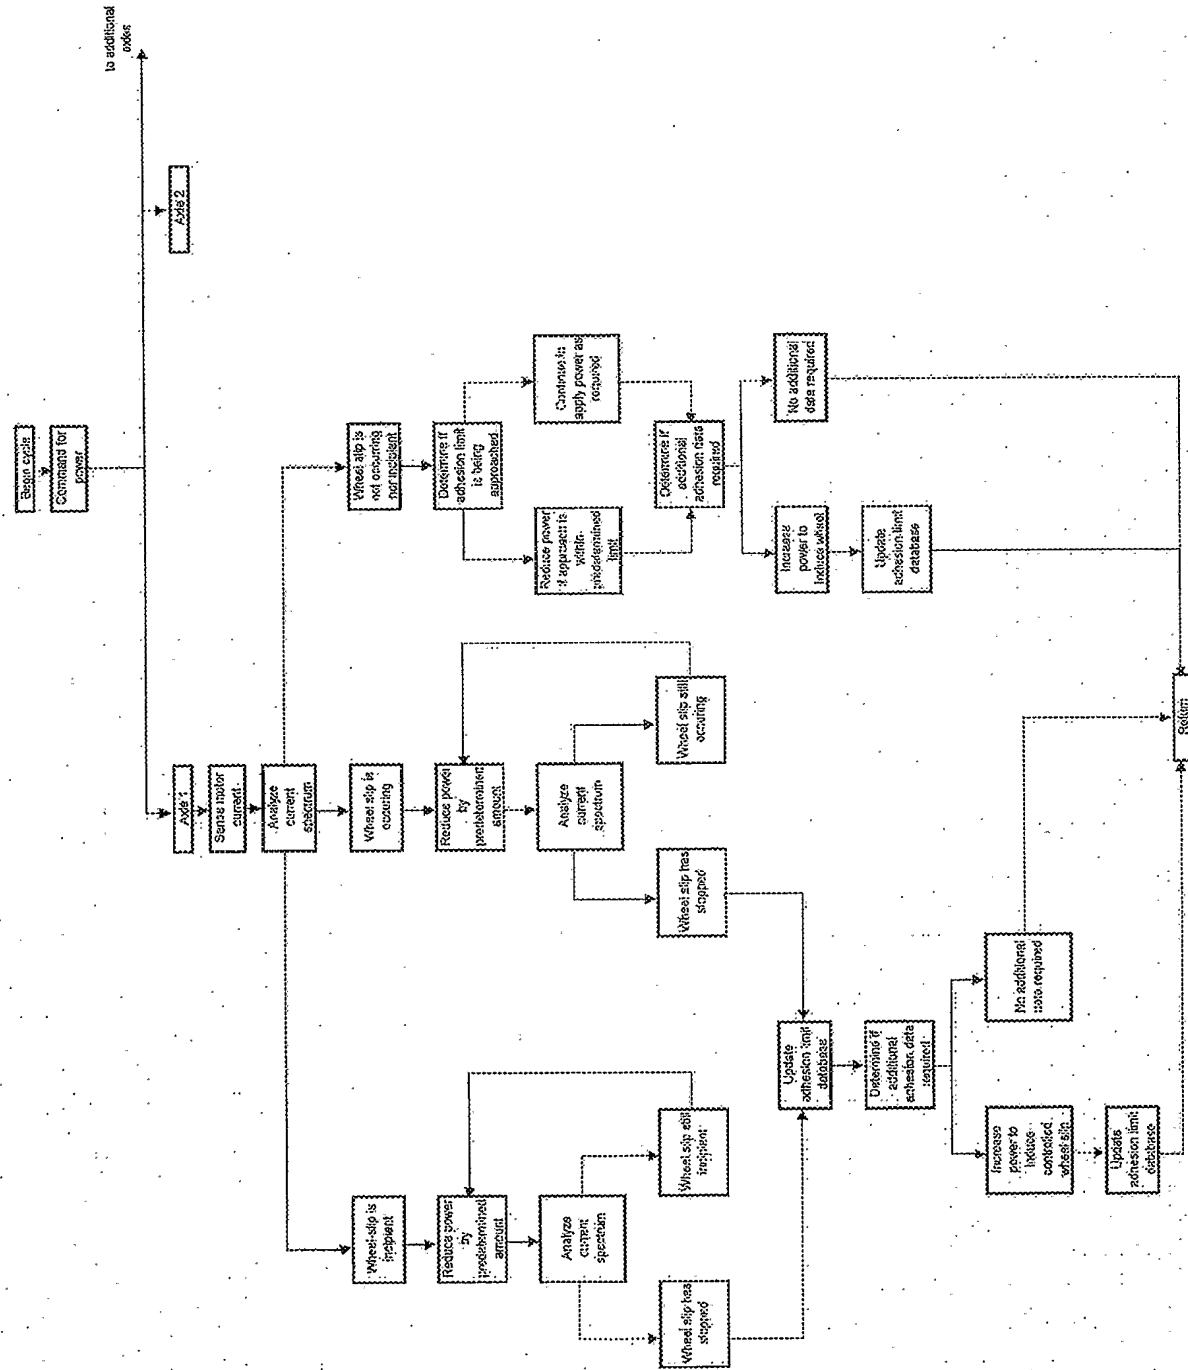 Begin cycle
Command for
power
to additional
axles
Axle 1
Axle 2
Sense motor
current
Analyze
current
spectrum
Wheel-slip is
incipient
Wheel slip is
occuring
Wheel slip is
not occurring
not incipient
Reduce power
by
predetermined
amount
Reduce power
by
predetermined
amount
Determine if
adhesion limit
is being
approached
Analyze
current
spectrum
Analyze
current
spectrum
Reduce power
if approach is
within
predetermined
limit
Continue to
apply power as
required
Wheel slip has
stopped
Wheel slip still
incipient
Wheel slip has
stopped
Wheel slip still
occuring
Determine if
additional
adhesion data
required
Update
adhesion limit
database
Increase
power to
induce wheel
No additional
data required
Determine if
additional
adhesion data
required
Update
adhesion limit
database
Increase
power to
induce
controlled
wheel slip
No additional
data required
Update
adhesion limit
database
Return